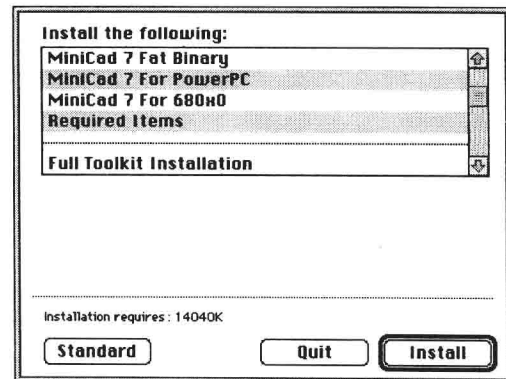 Install the following:
MiniCad 7 Fat Binary
MiniCad 7 For PowerPC
MiniCad 7 For 680x0
Required Items
Full Toolkit Installation
Installation requires : 14040K
Standard
Quit
Install